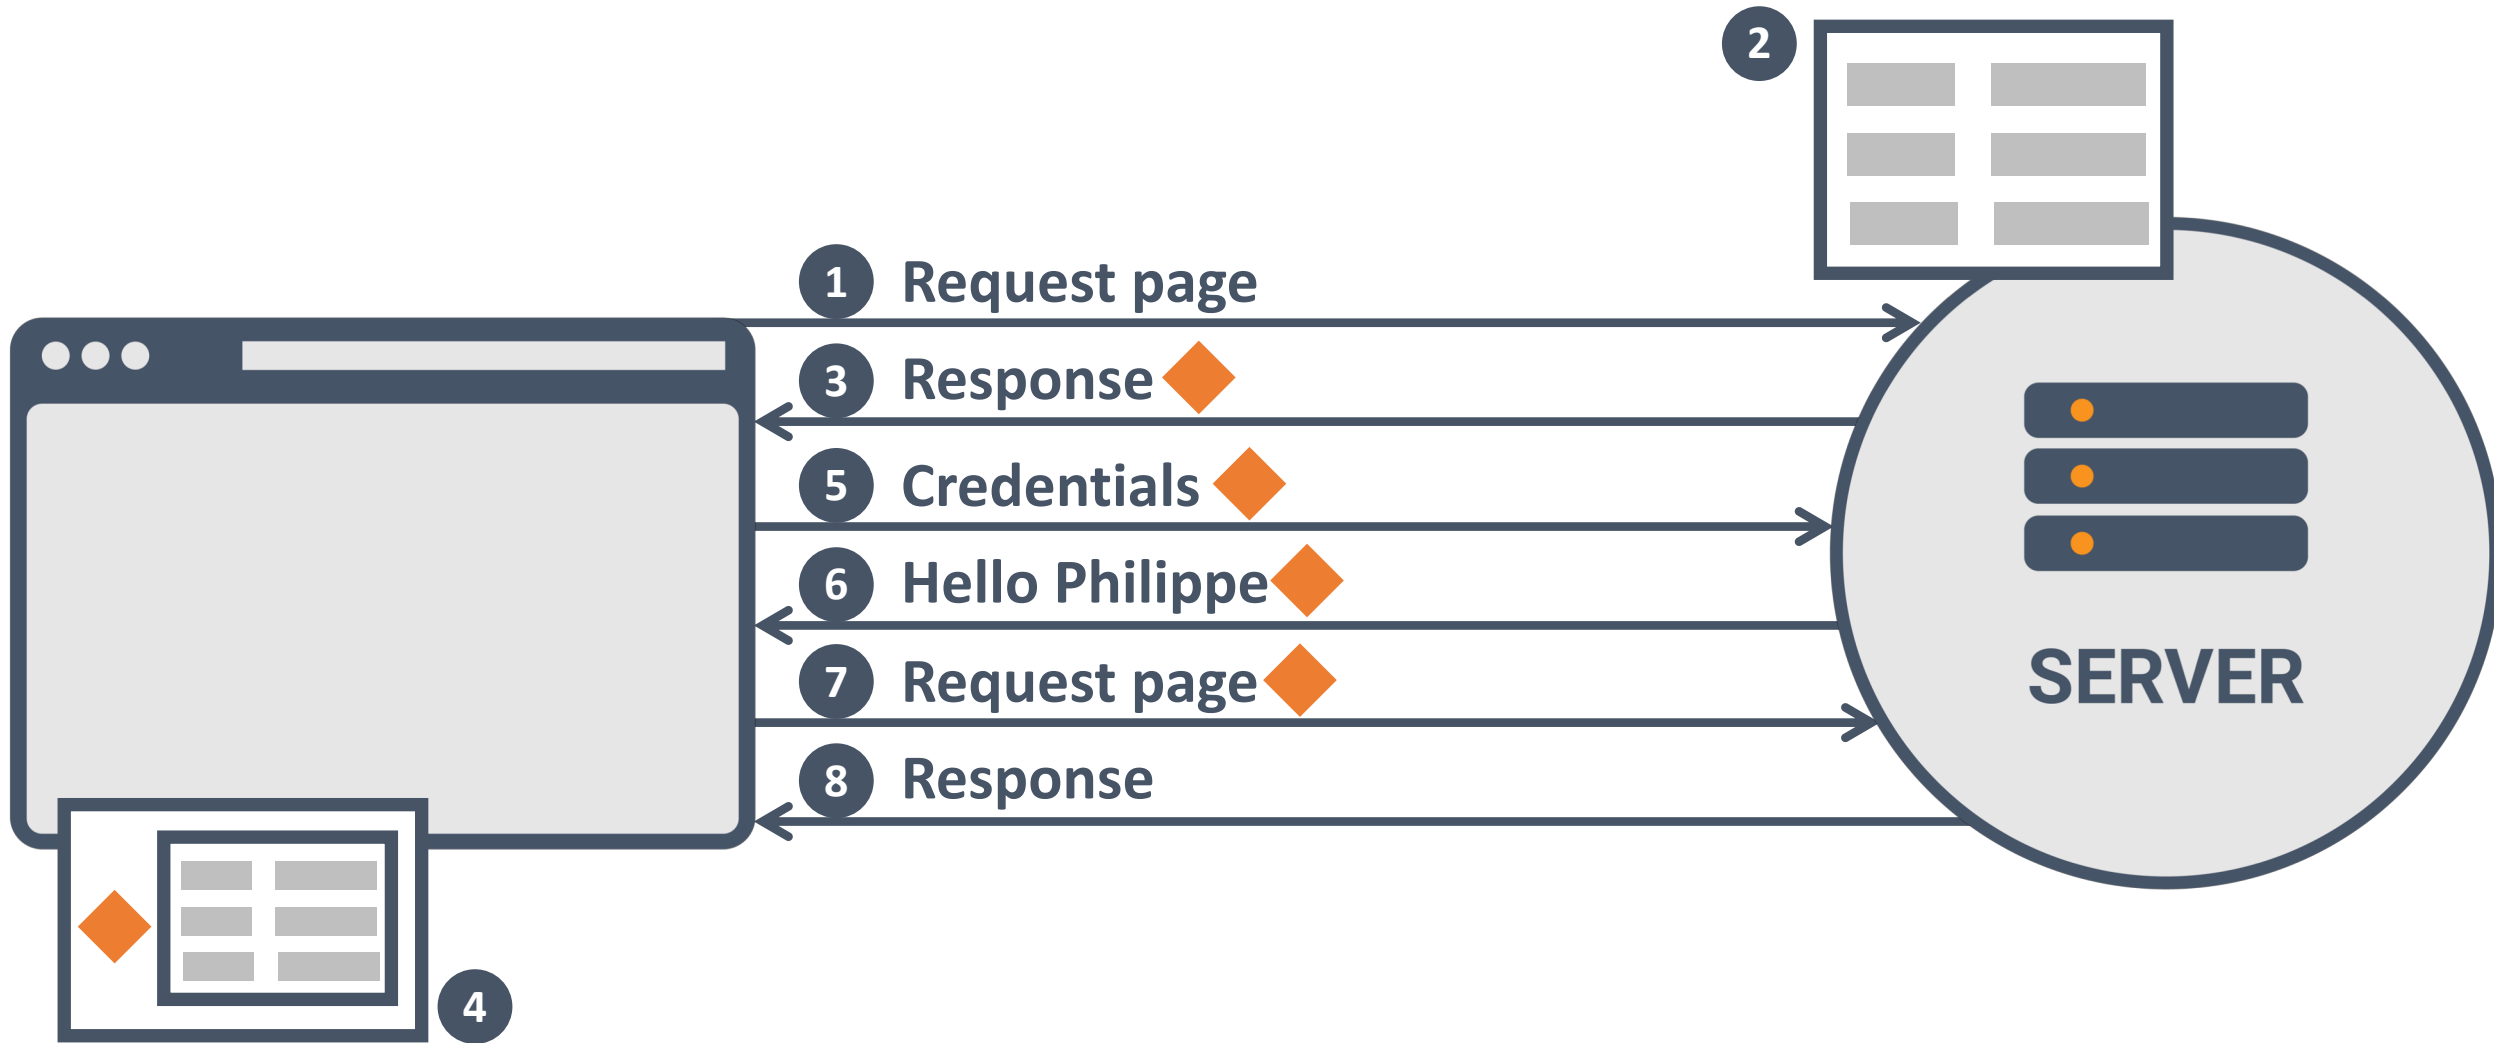 2
1 Request page
3 Response
5 Credentials
6 Hello Philippe
7 Request page
SERVER
8 Response
4